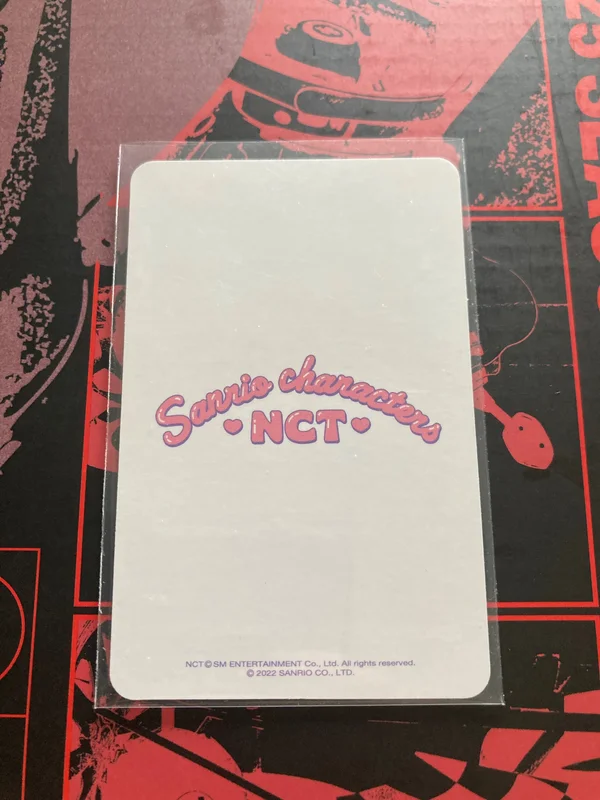 Sanrio characters
NCT
NCT © SM ENTERTAINMENT Co., Ltd. All rights reserved.
© 2022 SANRIO CO., LTD.